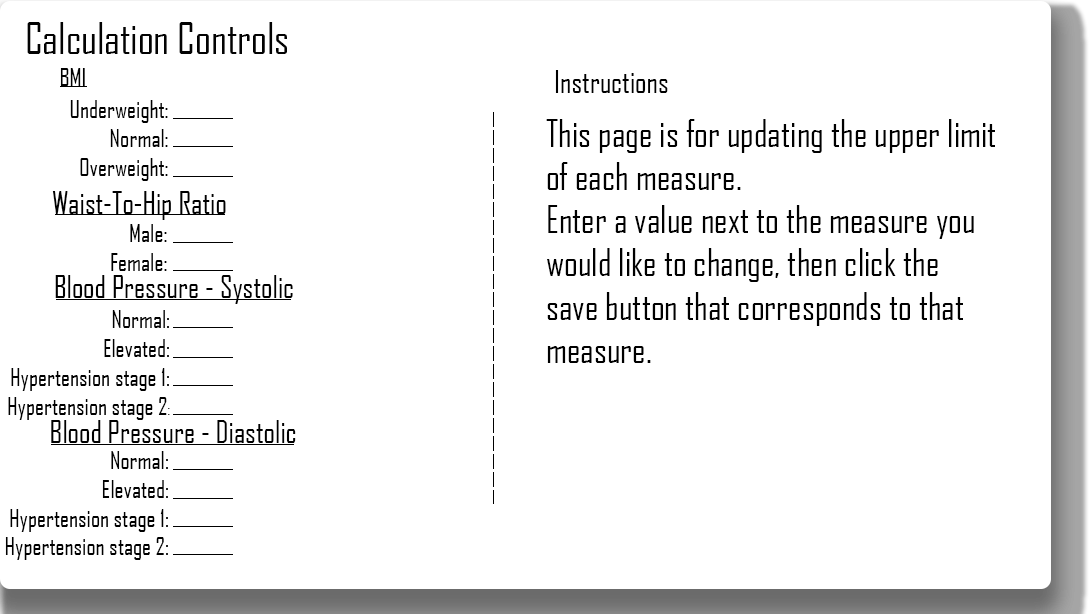 Calculation Controls
BMI
Underweight: ______
Normal: ______
Overweight: ______
Waist-To-Hip Ratio
Male: ______
Female: ______
Blood Pressure - Systolic
Normal: ______
Elevated: ______
Hypertension stage 1: ______
Hypertension stage 2: ______
Blood Pressure - Diastolic
Normal: ______
Elevated: ______
Hypertension stage 1: ______
Hypertension stage 2: ______
Instructions
This page is for updating the upper limit
of each measure.
Enter a value next to the measure you
would like to change, then click the
save button that corresponds to that
measure.